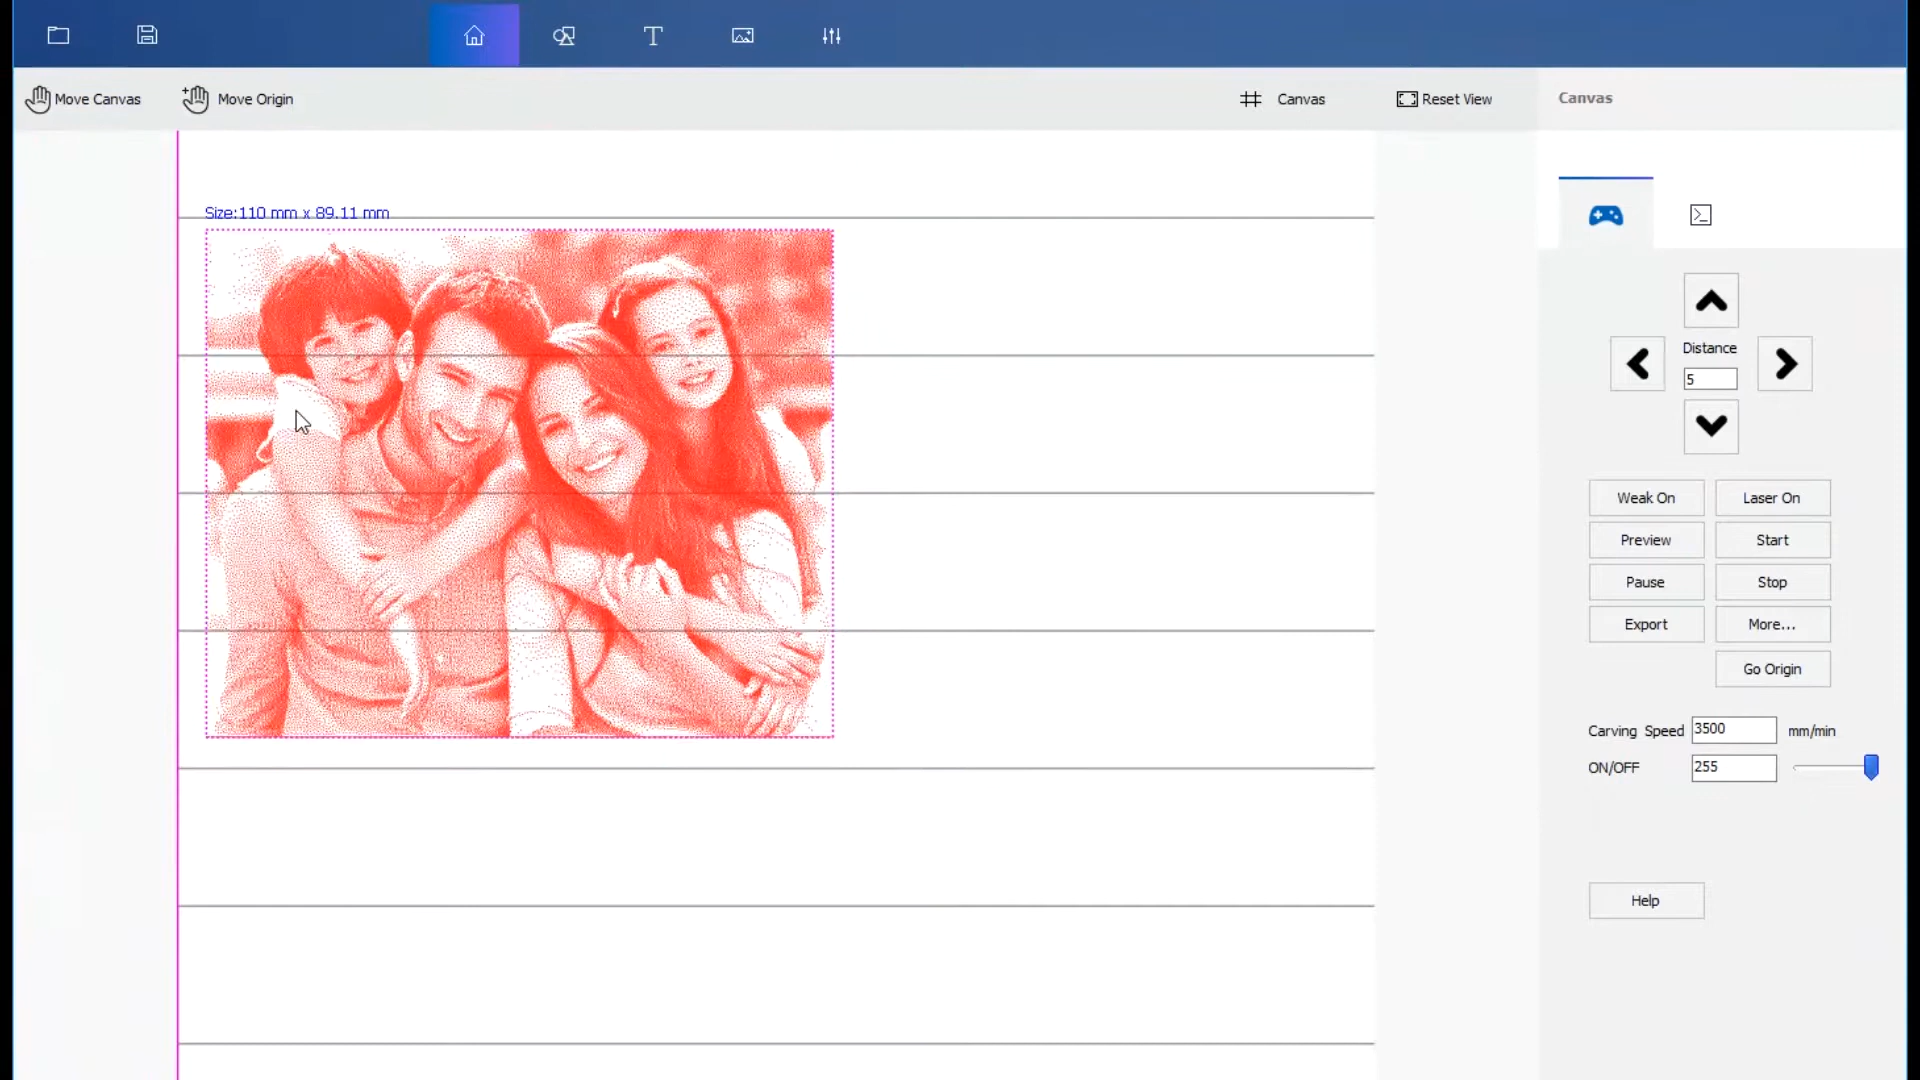 Move Canvas
Move Origin
Canvas
Reset View
Canvas
Size:110 mm x 89.11 mm
Distance
5
Weak On
Laser On
Preview
Start
Pause
Stop
Export
More...
Go Origin
Carving Speed 3500 mm/min
ON/OFF 255
Help